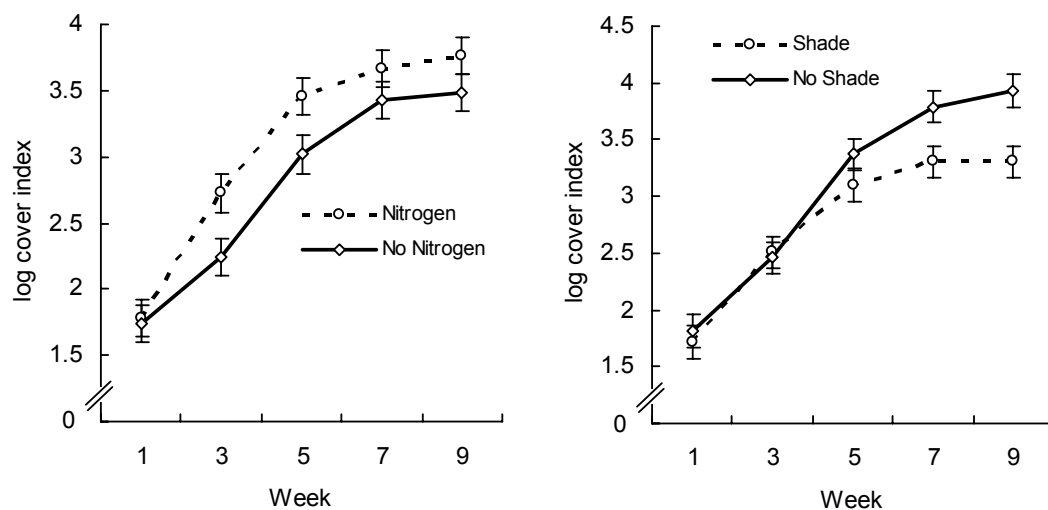 4
3.5
3
2.5
2
1.5
0
log cover index
Nitrogen
No Nitrogen
1 3 5 7 9
Week
4.5
4
3.5
3
2.5
2
1.5
0
log cover index
Shade
No Shade
1 3 5 7 9
Week